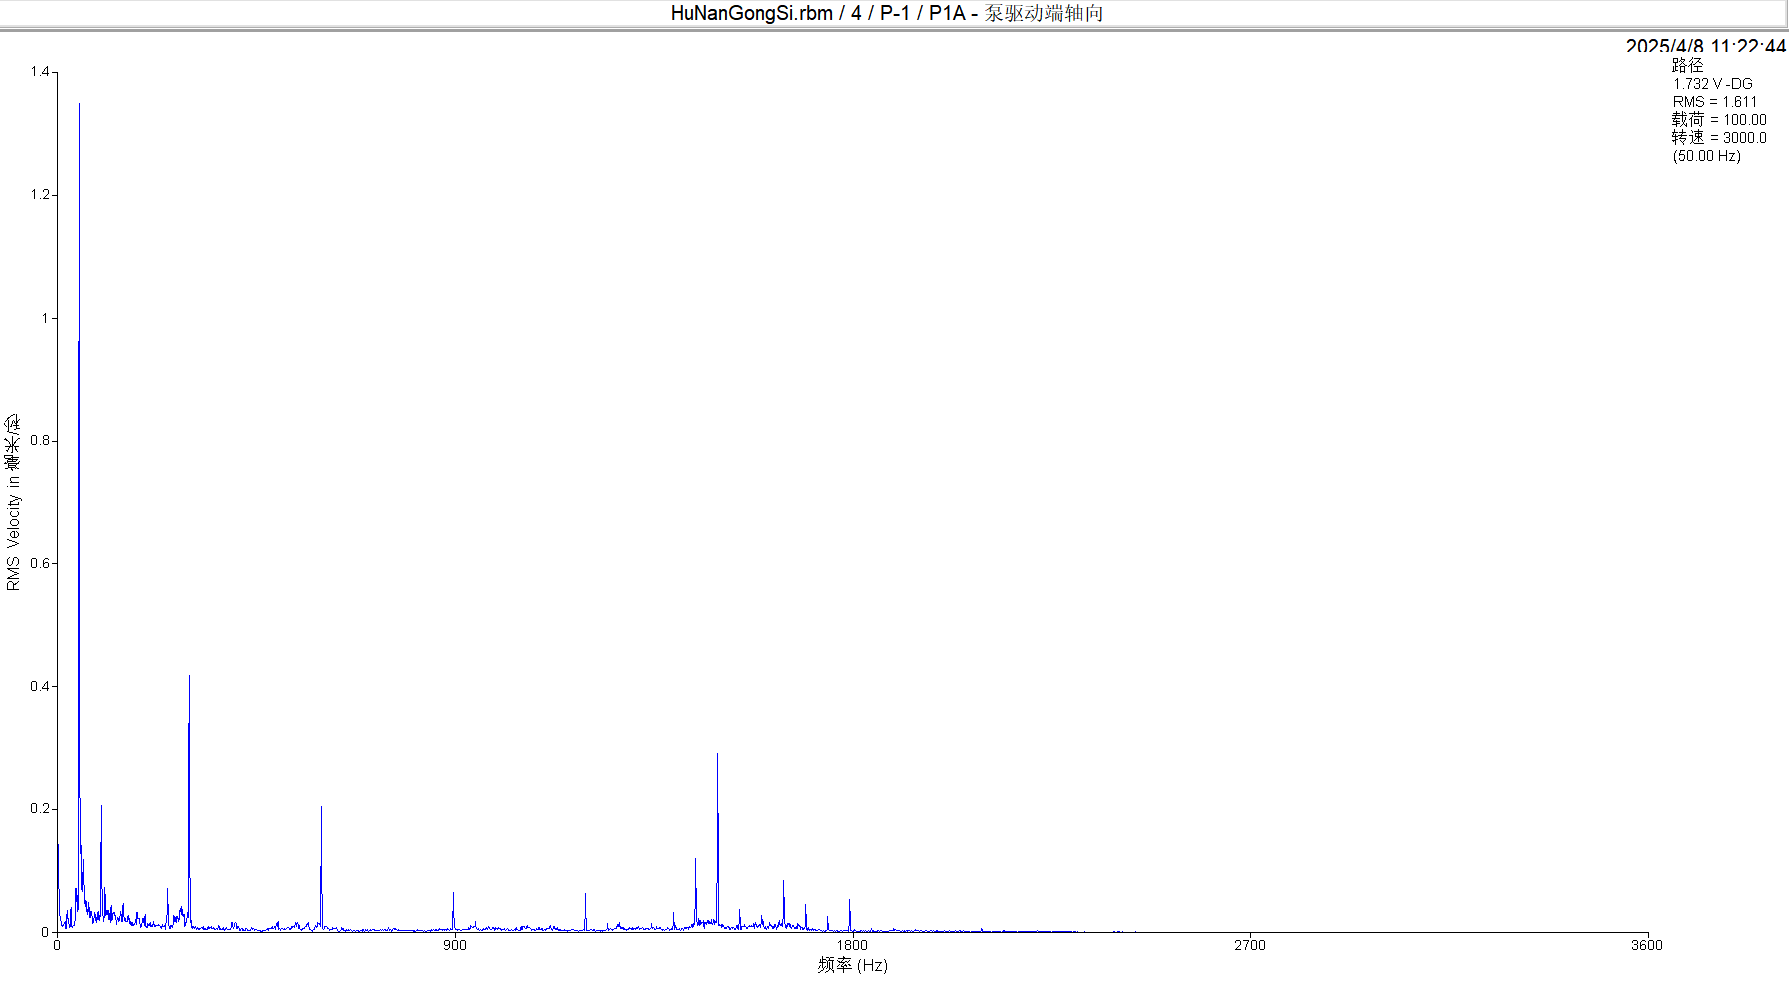 HuNanGongSi.rbm / 4 / P-1 / P1A - 泵驱动端轴向
2025/4/8 11:22:44
路径
1.732 V -DG
RMS = 1.611
载荷 = 100.00
转速 = 3000.0
(50.00 Hz)
RMS Velocity in 毫米/秒
1.4
1.2
1
0.8
0.6
0.4
0.2
0
0 900 1800 2700 3600
频率 (Hz)